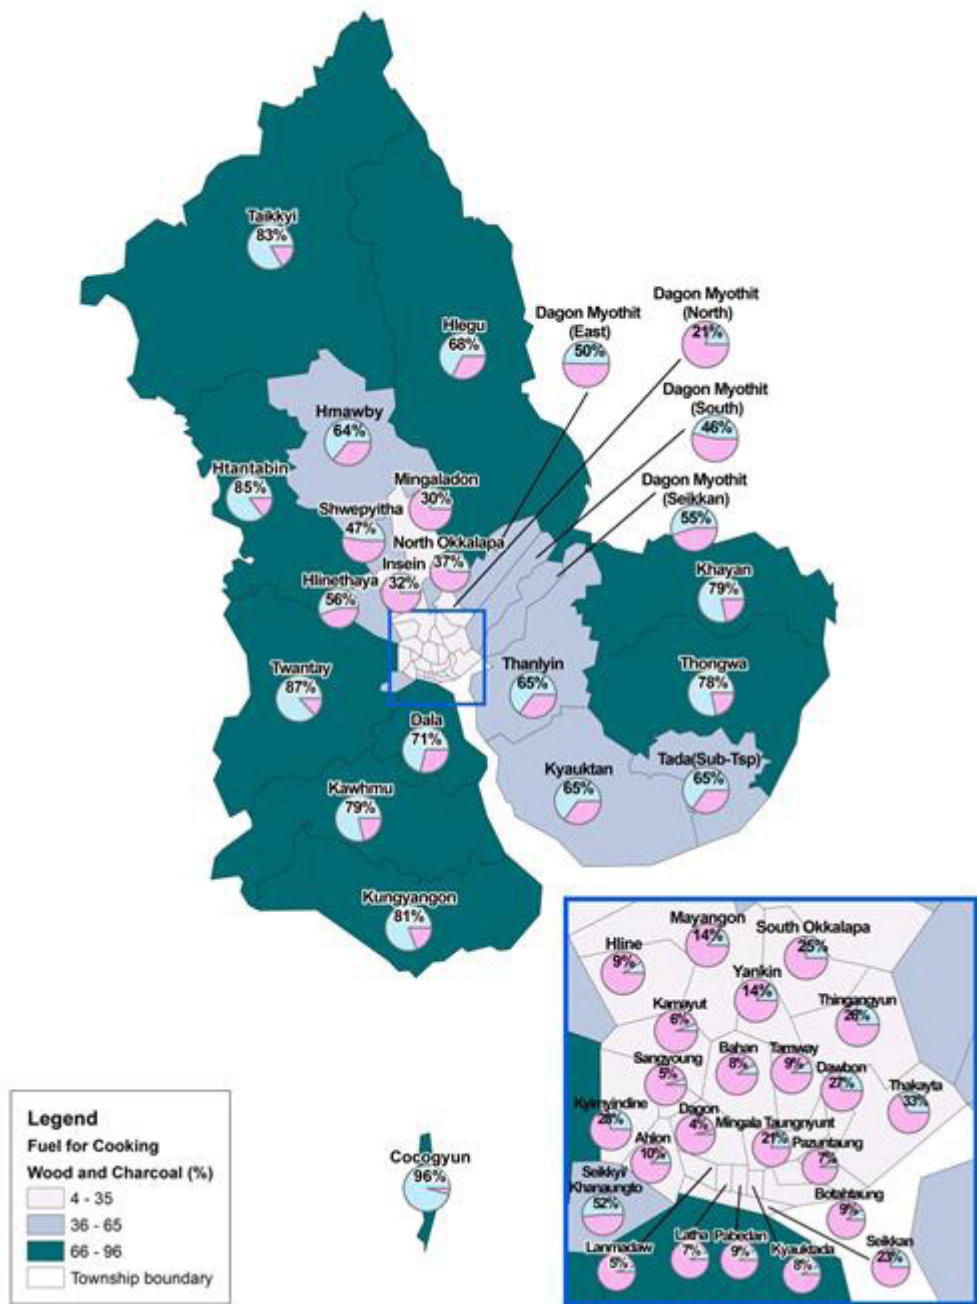 Taikkyi
83%
Hlegu
68%
Dagon Myothit
(East)
50%
Dagon Myothit
(North)
21%
Dagon Myothit
(South)
46%
Dagon Myothit
(Seikkan)
55%
Hmawby
64%
Htantabin
85%
Mingaladon
30%
Shwepyitha
47%
North Okkalapa
37%
Insein
32%
Hlinethaya
56%
Khayan
79%
Twantay
87%
Thanlyin
65%
Thongwa
78%
Dala
71%
Kyauktan
65%
Tada(Sub-Tsp)
65%
Kawhmu
79%
Kungyangon
81%
Cocogyun
96%
Mayangon
14%
South Okkalapa
25%
Hline
9%
Yankin
14%
Thingangyun
26%
Kamayut
6%
Sangyoung
5%
Bahan
8%
Tamway
9%
Dawbon
27%
Thakayta
33%
Kyimyindine
28%
Dagon
4%
Mingala Taungnyunt
21%
Ahlon
10%
Pazuntaung
7%
Seikkyi/
Khanaungto
52%
Botahtaung
9%
Lanmadaw
5%
Latha
7%
Pabedan
9%
Kyauktada
8%
Seikkan
23%
Legend
Fuel for Cooking
Wood and Charcoal (%)
4 - 35
36 - 65
66 - 96
Township boundary